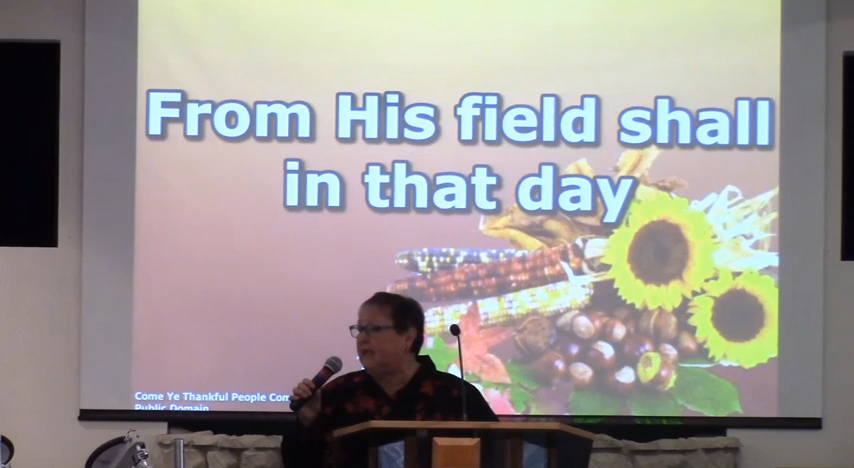 From His field shall
in that day
Come Ye Thankful People Com
Public Domain